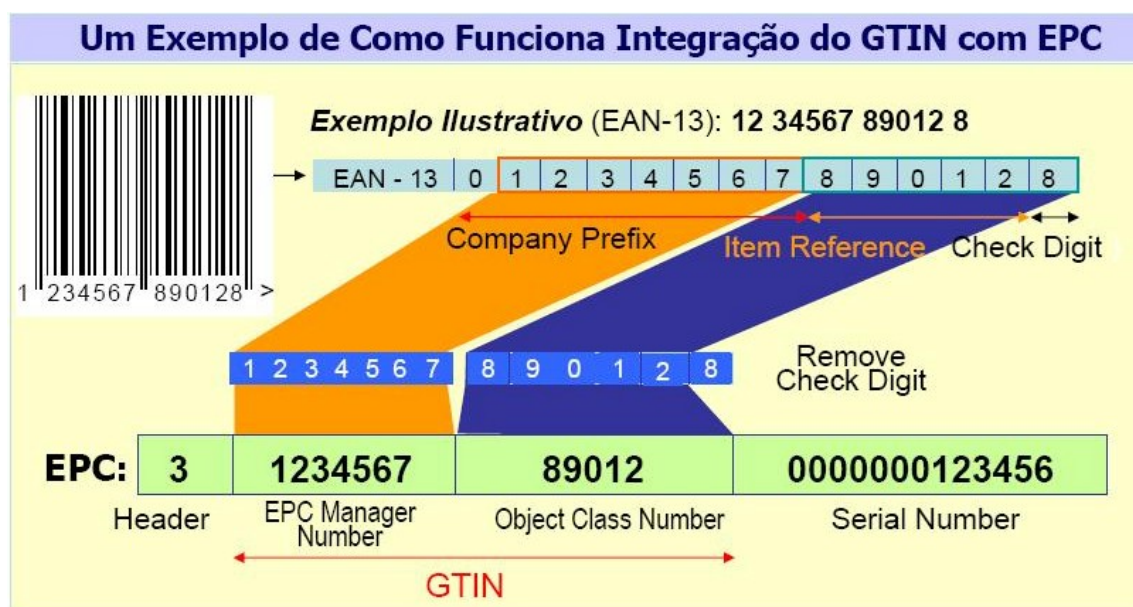 Um Exemplo de Como Funciona Integração do GTIN com EPC
Exemplo Ilustrativo (EAN-13): 12 34567 89012 8
EAN - 13 0 1 2 3 4 5 6 7 8 9 0 1 2 8
Company Prefix
Item Reference
Check Digit
1 234567 890128 >
1 2 3 4 5 6 7 8 9 0 1 2 8
Remove
Check Digit
EPC: 3 1234567 89012 0000000123456
Header
EPC Manager
Number
Object Class Number
Serial Number
GTIN